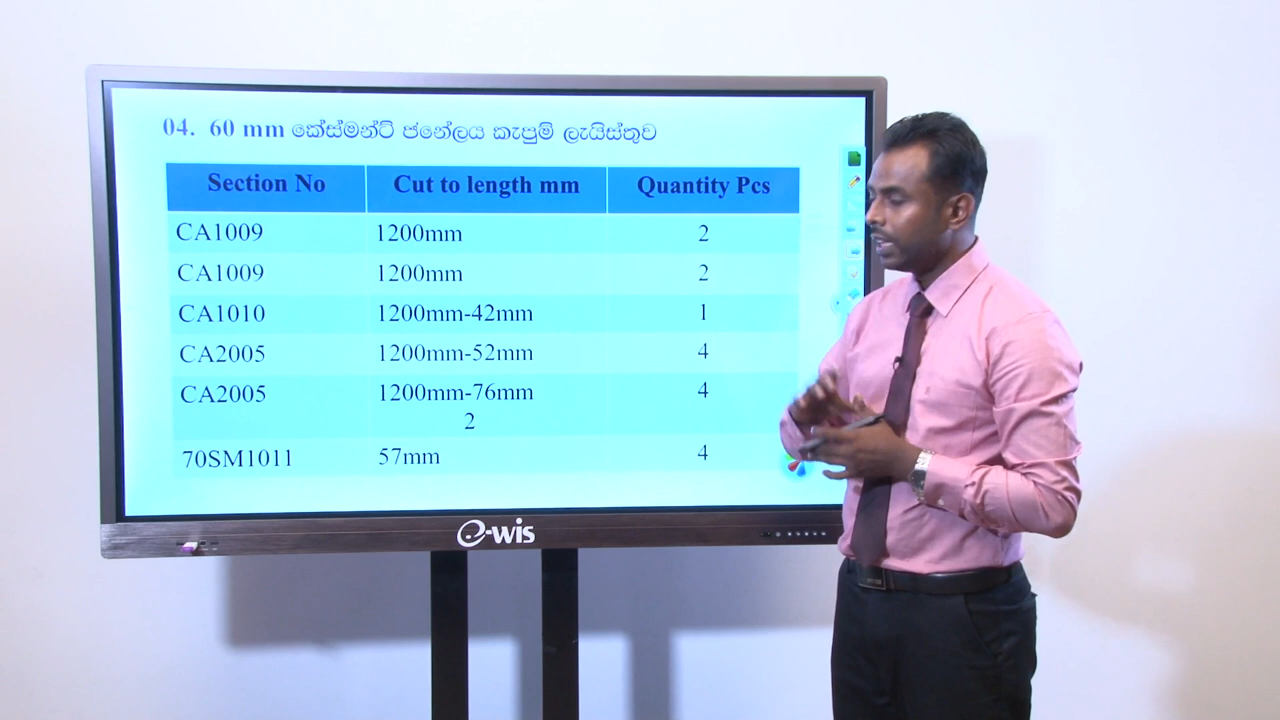 04. 60 mm කේස්මන්ට් ජනේලය කැපුම් ලැයිස්තුව
Section No Cut to length mm Quantity Pcs
CA1009 1200mm 2
CA1009 1200mm 2
CA1010 1200mm-42mm 1
CA2005 1200mm-52mm 4
CA2005 1200mm-76mm 4
2
70SM1011 57mm 4
e-wis